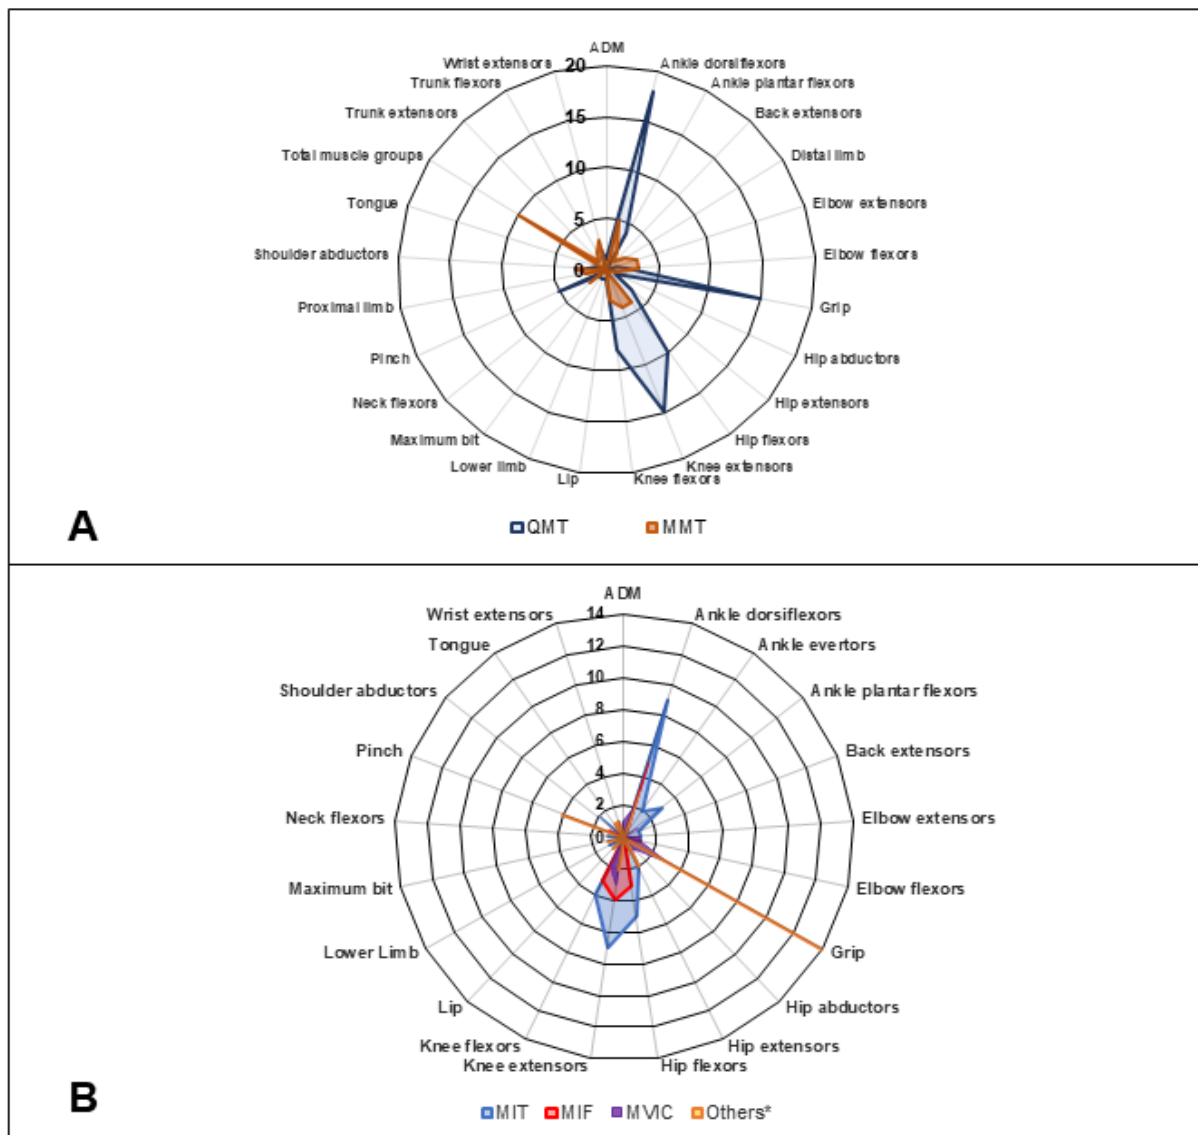 ADM
Wrist extensors
Ankle dorsiflexors
20
Trunk flexors
Ankle plantar flexors
Trunk extensors
15
Back extensors
Total muscle groups
10
Distal limb
Tongue
5
Elbow extensors
Shoulder abductors
0
Elbow flexors
Proximal limb
Grip
Pinch
Hip abductors
Neck flexors
Hip extensors
Maximum bit
Hip flexors
Lower limb
Knee extensors
Lip
Knee flexors
A
QMT MMT
ADM
14
Wrist extensors
Ankle dorsiflexors
12
Tongue
Ankle evertors
10
Shoulder abductors
Ankle plantar flexors
8
Pinch
6
Back extensors
4
Neck flexors
2
Elbow extensors
0
Maximum bit
Elbow flexors
Lower Limb
Grip
Lip
Hip abductors
Knee flexors
Hip extensors
Knee extensors
Hip flexors
B
MIT MIF MVIC Others*